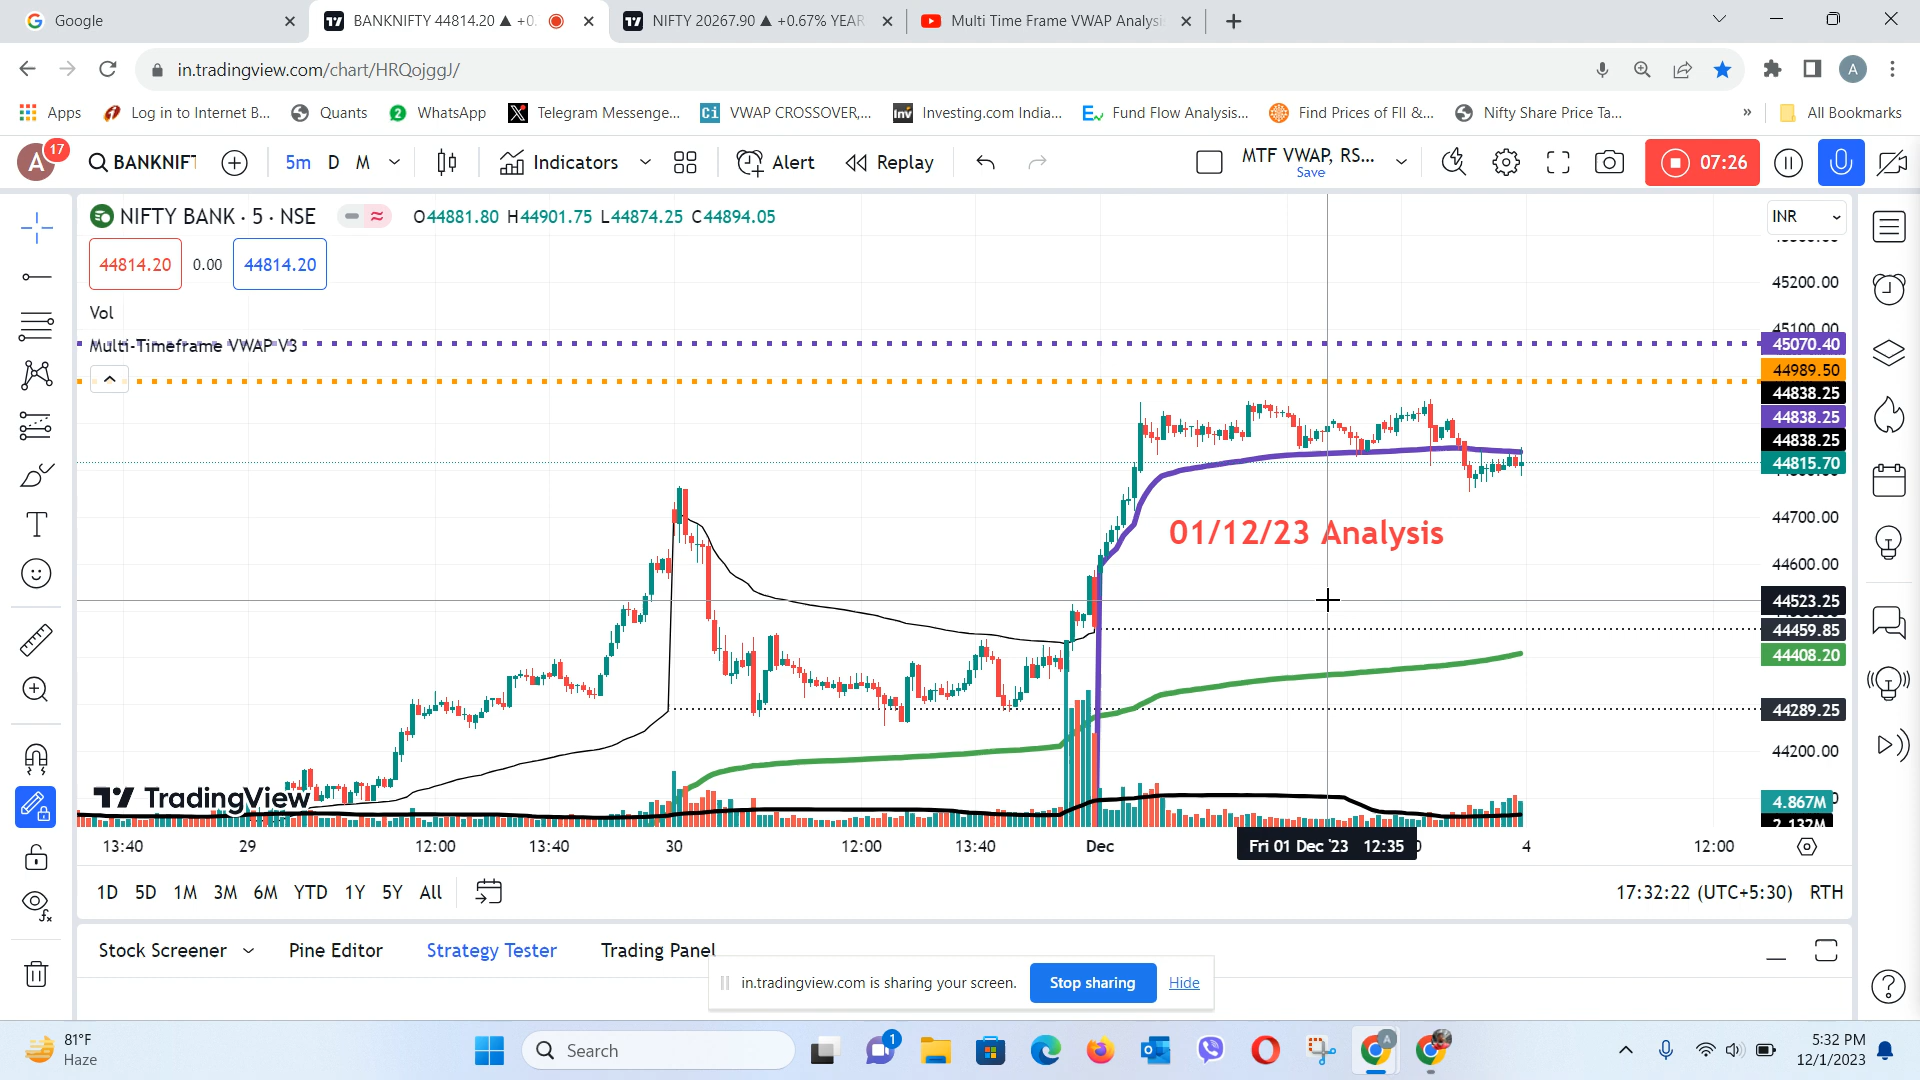 Google
BANKNIFTY 44814.20 ▲ +0.
NIFTY 20267.90 ▲ +0.67% YEAR
Multi Time Frame VWAP Analysi
in.tradingview.com/chart/HRQojggJ/
A
Apps
Log in to Internet B...
Quants
2 WhatsApp
Telegram Messenge...
Ci VWAP CROSSOVER,...
Inv Investing.com India...
Fund Flow Analysis...
Find Prices of FII &...
Nifty Share Price Ta...
» All Bookmarks
A 17
BANKNIFT
5m D M
Indicators
Alert
Replay
MTF VWAP, RS...
Save
07:26
NIFTY BANK · 5 · NSE
O44881.80 H44901.75 L44874.25 C44894.05
INR
44814.20 0.00 44814.20
Vol
Multi-Timeframe VWAP V3
45200.00
45100.00
45070.40
44989.50
44838.25
44838.25
44838.25
44815.70
44700.00
44600.00
44523.25
44459.85
44408.20
44289.25
44200.00
4.867M
2.132M
01/12/23 Analysis
TradingView
13:40 29 12:00 13:40 30 12:00 13:40 Dec Fri 01 Dec '23 12:35 4 12:00
1D 5D 1M 3M 6M YTD 1Y 5Y All
17:32:22 (UTC+5:30) RTH
Stock Screener Pine Editor Strategy Tester Trading Panel
in.tradingview.com is sharing your screen. Stop sharing Hide
81°F
Haze
Search
1
A
5:32 PM
12/1/2023